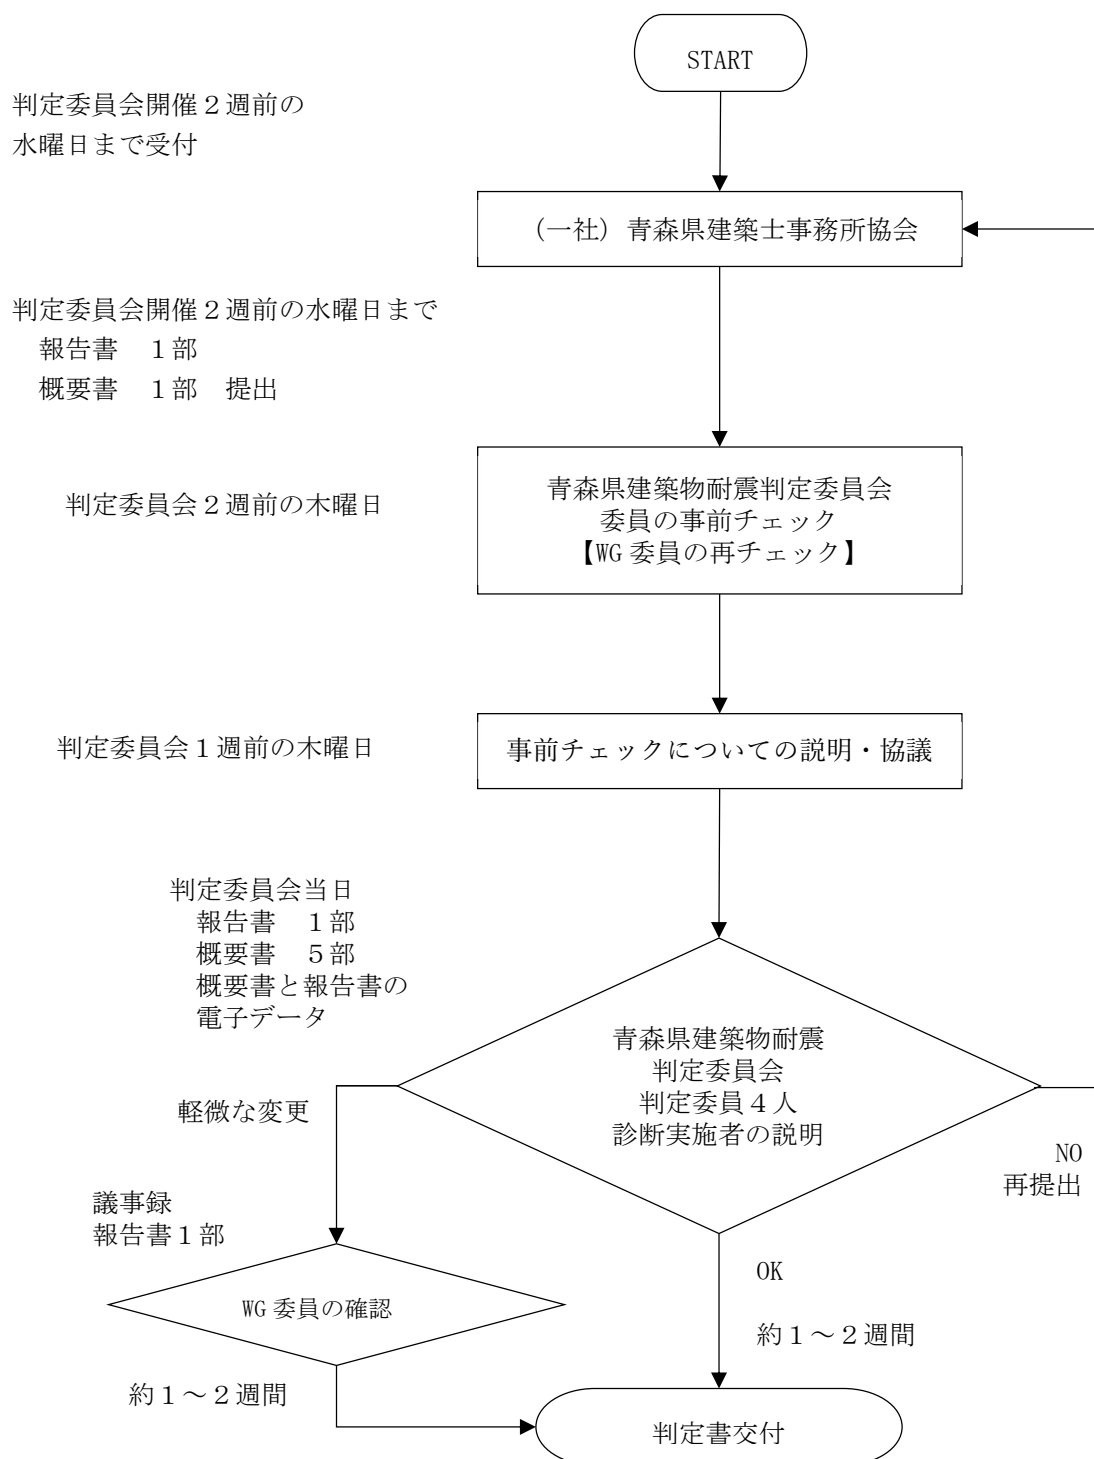 START
判定委員会開催２週前の
水曜日まで受付
（一社）青森県建築士事務所協会
判定委員会開催２週前の水曜日まで
報告書　１部
概要書　１部　提出
判定委員会２週前の木曜日
青森県建築物耐震判定委員会
委員の事前チェック
【WG 委員の再チェック】
判定委員会１週前の木曜日
事前チェックについての説明・協議
判定委員会当日
報告書　１部
概要書　５部
概要書と報告書の
電子データ
青森県建築物耐震
判定委員会
判定委員４人
診断実施者の説明
軽微な変更
NO
再提出
議事録
報告書１部
OK
WG 委員の確認
約１～２週間
約１～２週間
判定書交付